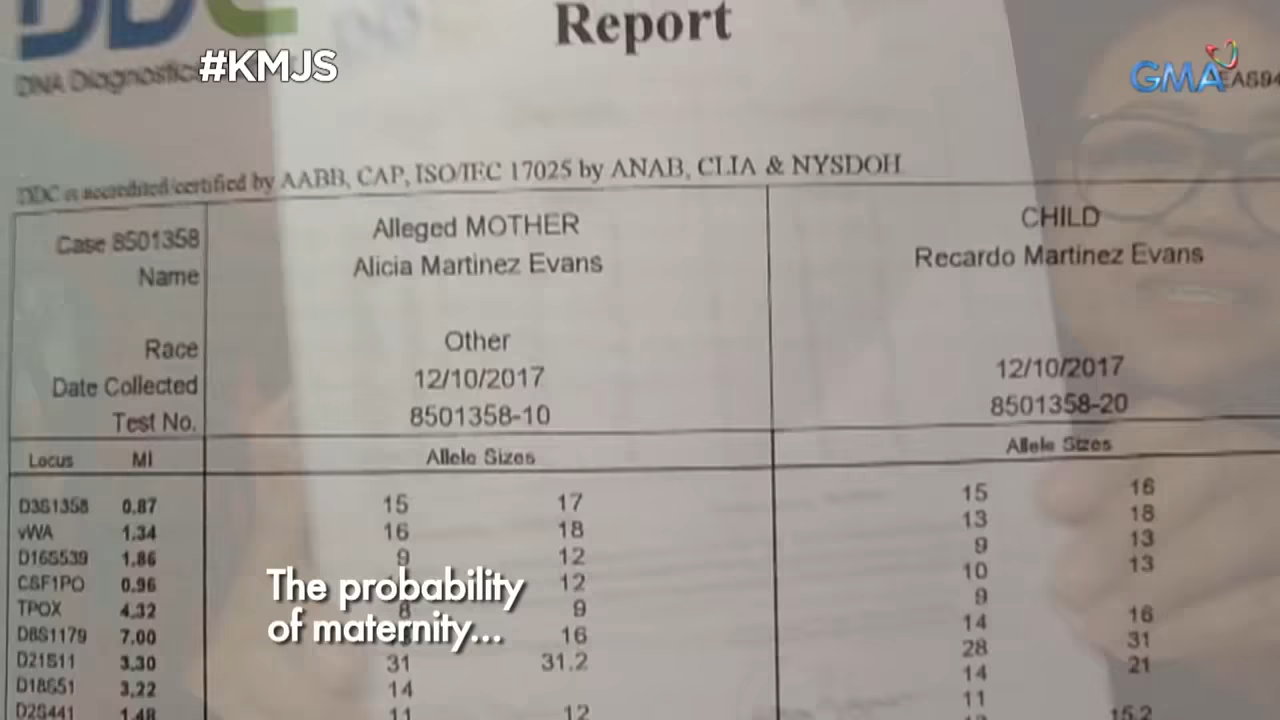 DDC
Report
DNA Diagnostics
#KMJS
GMA
DDC is accredited/certified by AABB, CAP, ISO/IEC 17025 by ANAB, CLIA & NYSDOH
Case 8501358 Alleged MOTHER CHILD
Name Alicia Martinez Evans Recardo Martinez Evans
Race Other
Date Collected 12/10/2017 12/10/2017
Test No. 8501358-10 8501358-20
Locus MI Allele Sizes Allele Sizes
D3S1358 0.87 15 17 15 16
vWA 1.34 16 18 13 18
D16S539 1.86 9 12 9 13
CSF1PO 0.96 12 10 13
TPOX 4.32 8 9 9
D8S1179 7.00 16 14 16
D21S11 3.30 31 31.2 28 31
D18S51 3.22 14 14 21
D2S441 1.48 11 12 11
15.2
The probability
of maternity...